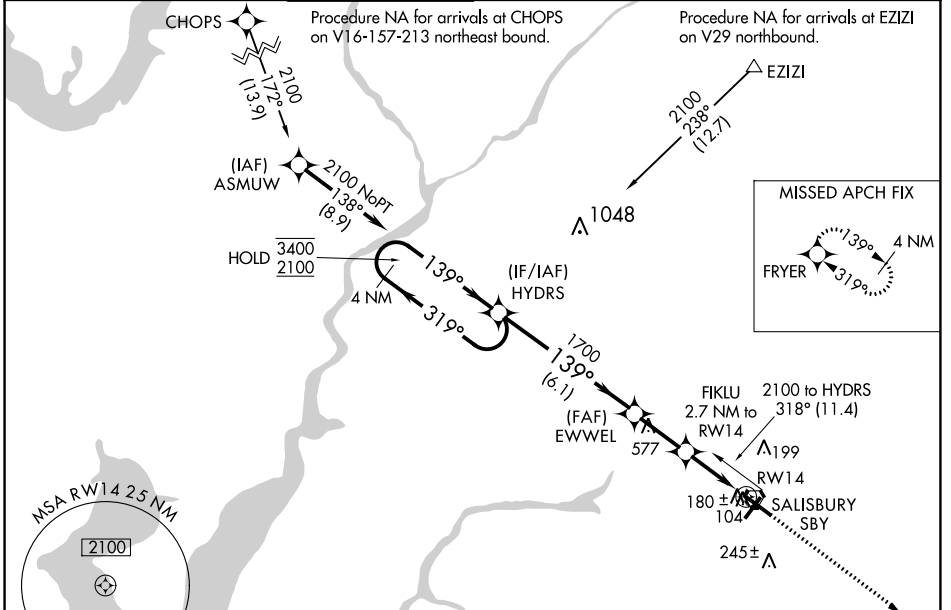 CHOPS
Procedure NA for arrivals at CHOPS
on V16-157-213 northeast bound.
Procedure NA for arrivals at EZIZI
on V29 northbound.
EZIZI
2100
172°
(13.9)
2100
238°
(12.7)
(IAF)
ASMUW
2100 NoPT
138°
(8.9)
1048
MISSED APCH FIX
139°
4 NM
FRYER
319°
HOLD
3400
2100
4 NM
139°
319°
(IF/IAF)
HYDRS
1700
139°
(6.1)
(FAF)
EWWEL
577
FIKLU
2.7 NM to
RW14
2100 to HYDRS
318° (11.4)
199
RW14
180 ±
104
SALISBURY
SBY
245±
MSA RW14 25 NM
2100